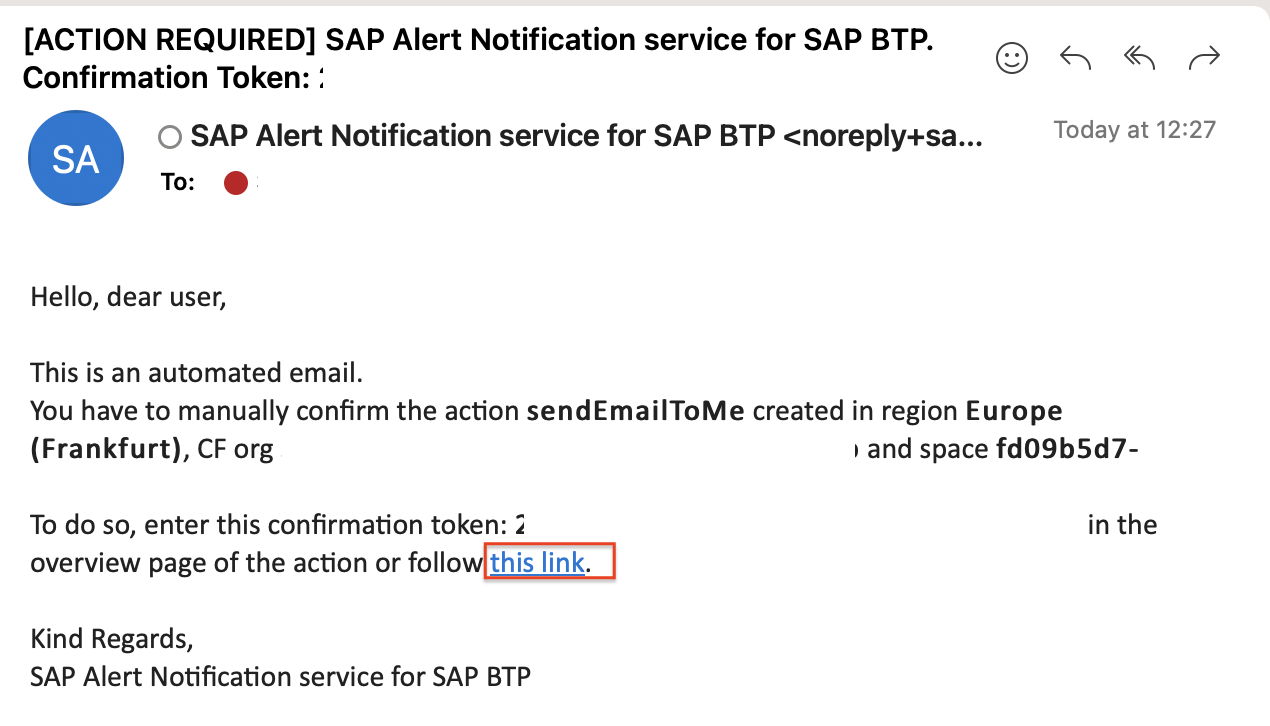 [ACTION REQUIRED] SAP Alert Notification service for SAP BTP.
Confirmation Token:
SA
SAP Alert Notification service for SAP BTP <noreply+sa...
Today at 12:27
To:
Hello, dear user,
This is an automated email.
You have to manually confirm the action sendEmailToMe created in region Europe
(Frankfurt), CF org and space fd09b5d7-
To do so, enter this confirmation token: 2 in the
overview page of the action or follow this link.
Kind Regards,
SAP Alert Notification service for SAP BTP